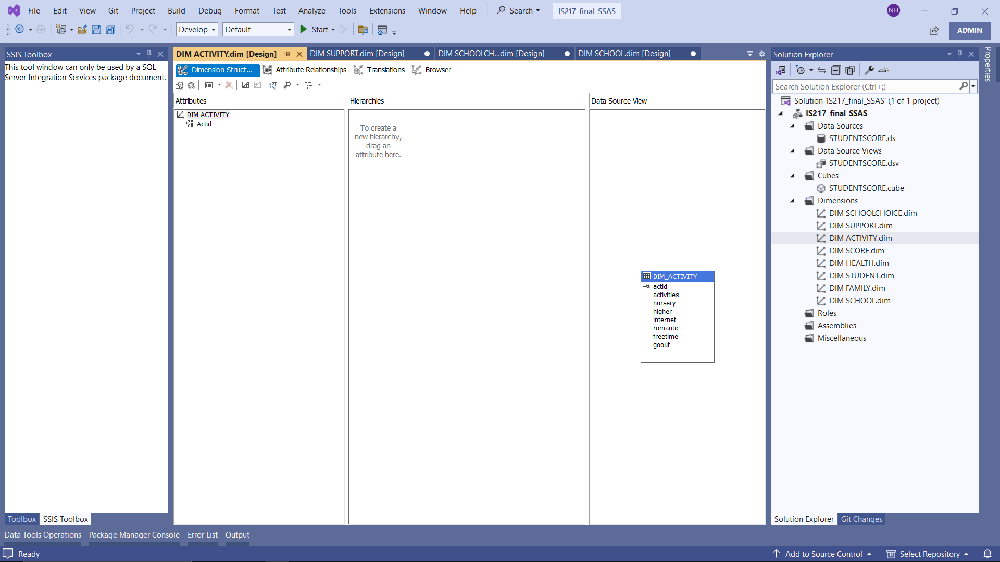 File Edit View Git Project Build Debug Format Test Analyze Tools Extensions Window Help Search IS217_final_SSAS NH
Develop Default Start ADMIN
SSIS Toolbox
This tool window can only be used by a SQL
Server Integration Services package document.
Toolbox SSIS Toolbox
DIM ACTIVITY.dim [Design] DIM SUPPORT.dim [Design] DIM SCHOOLCH...dim [Design] DIM SCHOOL.dim [Design]
Dimension Struct... Attribute Relationships Translations Browser
Attributes
DIM ACTIVITY
Actid
Hierarchies
To create a
new hierarchy,
drag an
attribute here.
Data Source View
DIM_ACTIVITY
actid
activities
nursery
higher
internet
romantic
freetime
goout
Solution Explorer
Search Solution Explorer (Ctrl+;)
Solution 'IS217_final_SSAS' (1 of 1 project)
IS217_final_SSAS
Data Sources
STUDENTSCORE.ds
Data Source Views
STUDENTSCORE.dsv
Cubes
STUDENTSCORE.cube
Dimensions
DIM SCHOOLCHOICE.dim
DIM SUPPORT.dim
DIM ACTIVITY.dim
DIM SCORE.dim
DIM HEALTH.dim
DIM STUDENT.dim
DIM FAMILY.dim
DIM SCHOOL.dim
Roles
Assemblies
Miscellaneous
Solution Explorer Git Changes
Properties
Data Tools Operations Package Manager Console Error List Output
Ready Add to Source Control Select Repository